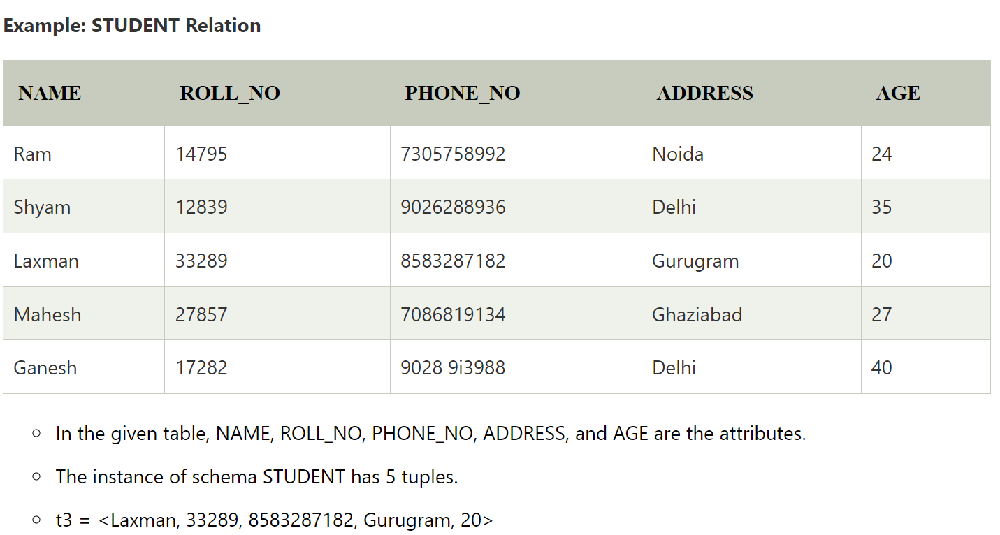 Example: STUDENT Relation
NAME ROLL_NO PHONE_NO ADDRESS AGE
Ram 14795 7305758992 Noida 24
Shyam 12839 9026288936 Delhi 35
Laxman 33289 8583287182 Gurugram 20
Mahesh 27857 7086819134 Ghaziabad 27
Ganesh 17282 9028 9i3988 Delhi 40
In the given table, NAME, ROLL_NO, PHONE_NO, ADDRESS, and AGE are the attributes.
The instance of schema STUDENT has 5 tuples.
t3 = <Laxman, 33289, 8583287182, Gurugram, 20>